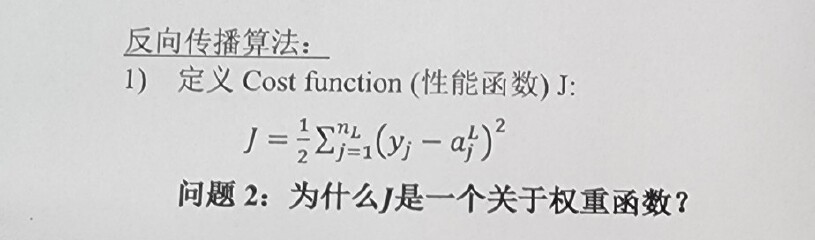 反向传播算法：
1) 定义 Cost function (性能函数) J:
J = \frac{1}{2} \sum_{j=1}^{n_L} (y_j - a_j^L)^2
问题 2：为什么J是一个关于权重函数？